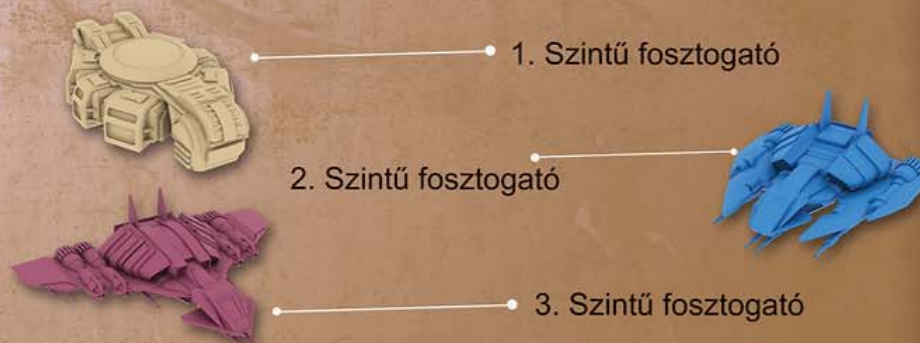 1. Szintű fosztogató
2. Szintű fosztogató
3. Szintű fosztogató